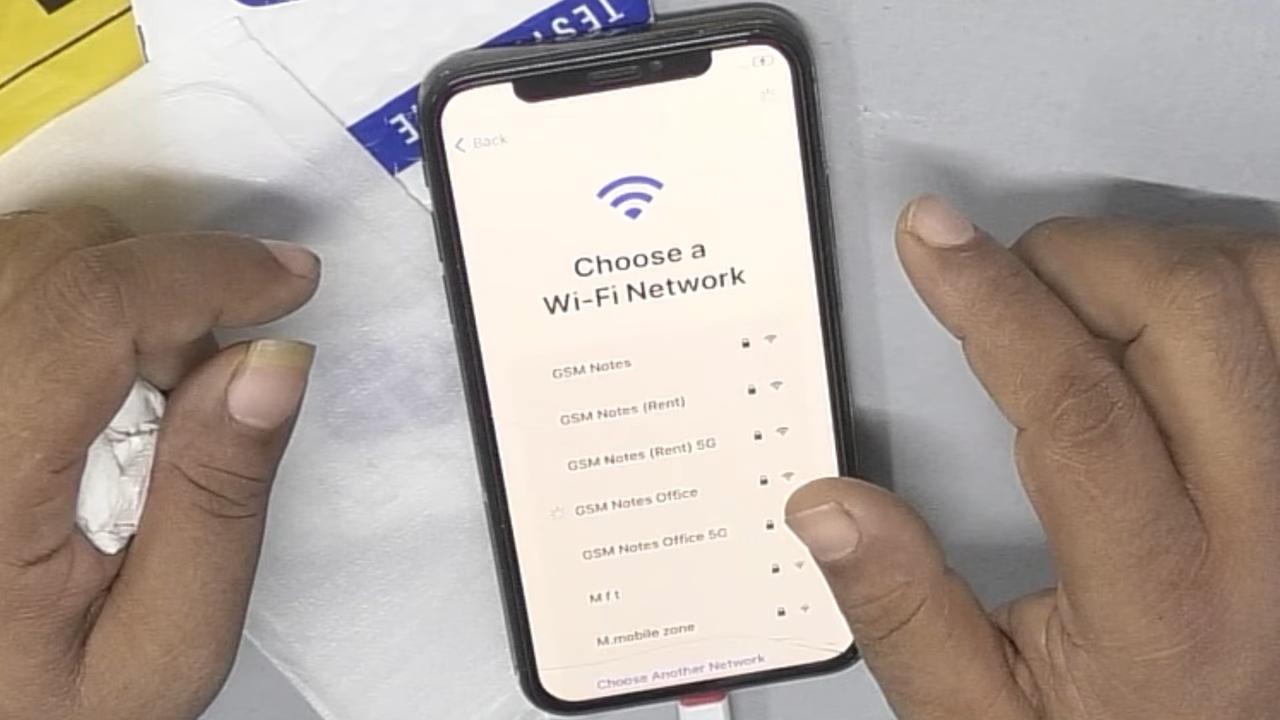 TES
E
Back
Choose a
Wi-Fi Network
GSM Notes
GSM Notes (Rent)
GSM Notes (Rent) 5G
GSM Notes Office
GSM Notes Office 5G
M f t
M.mobile zone
Choose Another Network